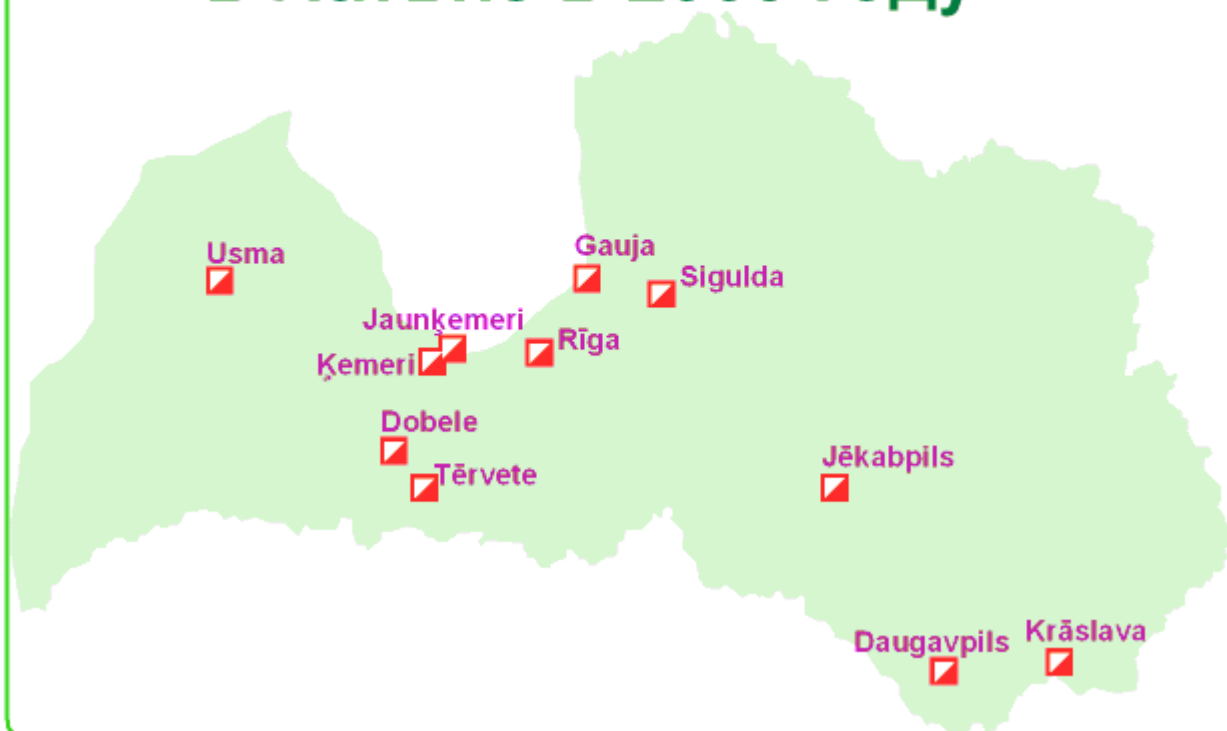 Usma
Gauja
Sigulda
Jaunķemeri
Rīga
Ķemeri
Dobele
Tērvete
Jēkabpils
Daugavpils
Krāslava